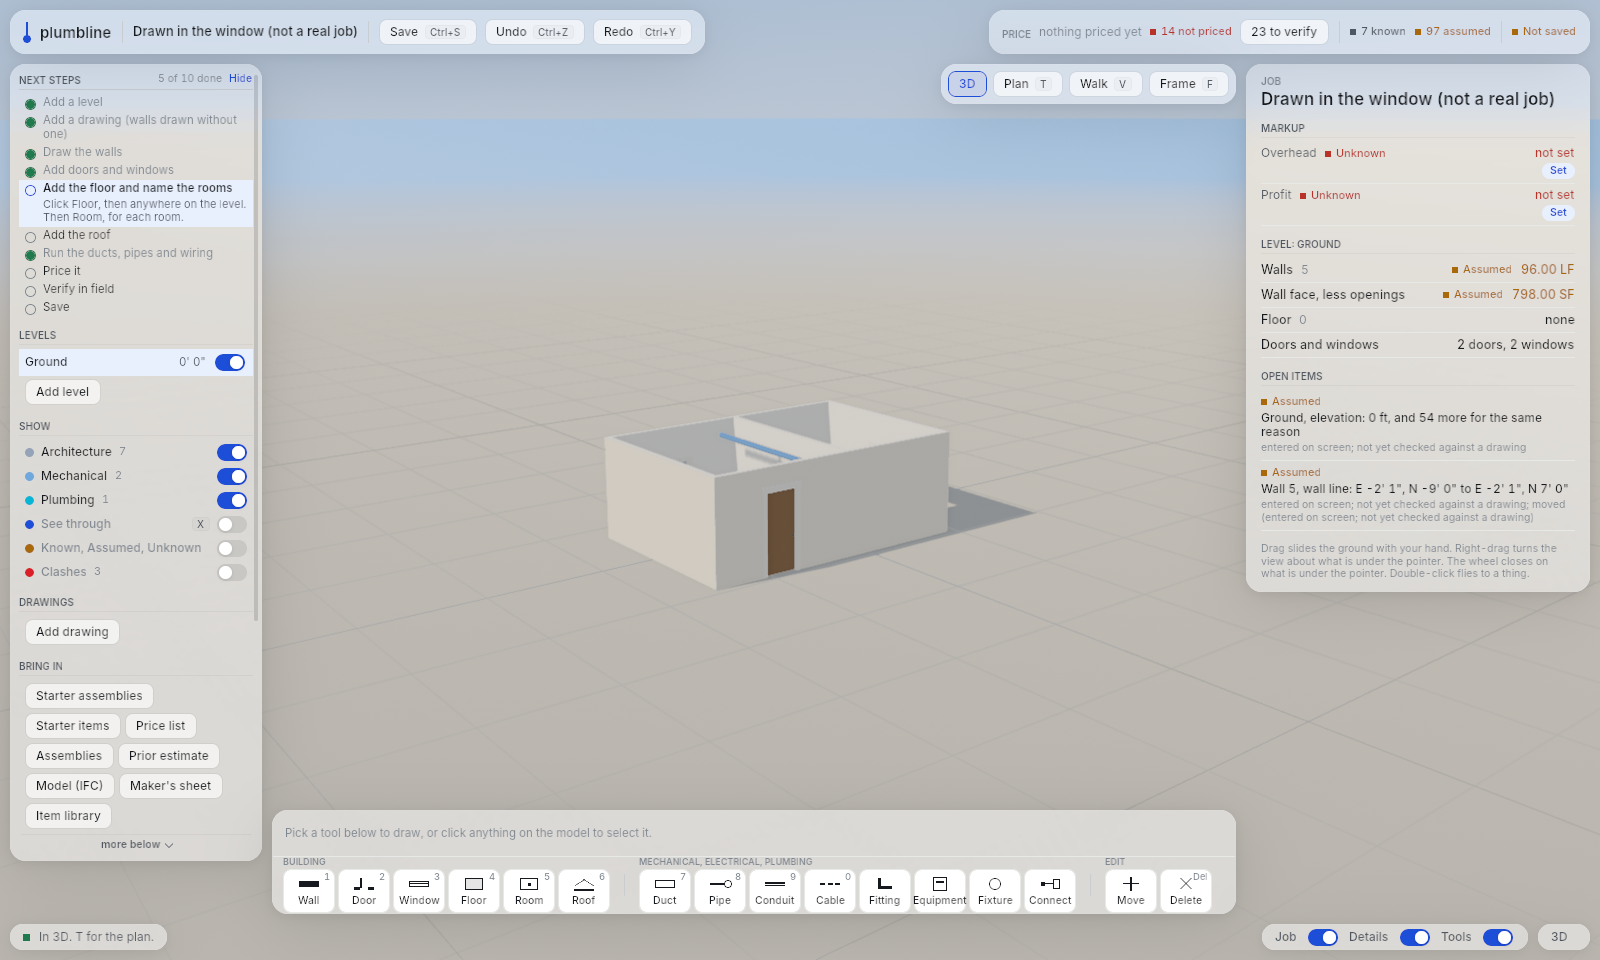 plumbline
Drawn in the window (not a real job)
Save Ctrl+S
Undo Ctrl+Z
Redo Ctrl+Y
PRICE nothing priced yet 14 not priced 23 to verify 7 known 97 assumed Not saved
NEXT STEPS 5 of 10 done Hide
Add a level
Add a drawing (walls drawn without
one)
Draw the walls
Add doors and windows
Add the floor and name the rooms
Click Floor, then anywhere on the level.
Then Room, for each room.
Add the roof
Run the ducts, pipes and wiring
Price it
Verify in field
Save
LEVELS
Ground 0' 0"
Add level
SHOW
Architecture 7
Mechanical 2
Plumbing 1
See through X
Known, Assumed, Unknown
Clashes 3
DRAWINGS
Add drawing
BRING IN
Starter assemblies
Starter items Price list
Assemblies Prior estimate
Model (IFC) Maker's sheet
Item library
more below
3D Plan T Walk V Frame F
JOB
Drawn in the window (not a real job)
MARKUP
Overhead Unknown not set
Set
Profit Unknown not set
Set
LEVEL: GROUND
Walls 5 Assumed 96.00 LF
Wall face, less openings Assumed 798.00 SF
Floor 0 none
Doors and windows 2 doors, 2 windows
OPEN ITEMS
Assumed
Ground, elevation: 0 ft, and 54 more for the same
reason
entered on screen; not yet checked against a drawing
Assumed
Wall 5, wall line: E -2' 1", N -9' 0" to E -2' 1", N 7' 0"
entered on screen; not yet checked against a drawing; moved
(entered on screen; not yet checked against a drawing)
Drag slides the ground with your hand. Right-drag turns the
view about what is under the pointer. The wheel closes on
what is under the pointer. Double-click flies to a thing.
Pick a tool below to draw, or click anything on the model to select it.
BUILDING MECHANICAL, ELECTRICAL, PLUMBING EDIT
1 2 3 4 5 6 7 8 9 0 Del
Wall Door Window Floor Room Roof Duct Pipe Conduit Cable Fitting Equipment Fixture Connect Move Delete
In 3D. T for the plan.
Job Details Tools 3D